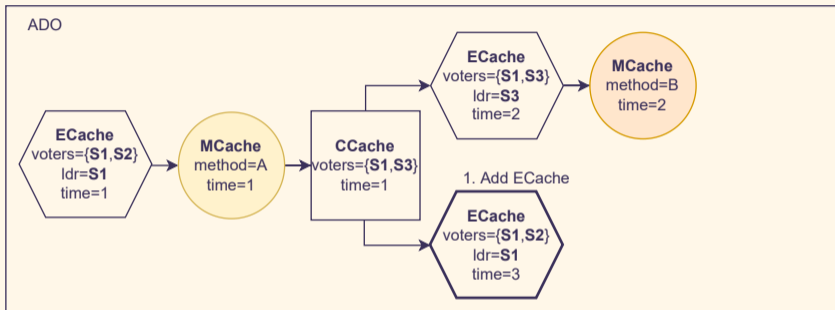 ADO
ECache
voters={S1,S2}
ldr=S1
time=1
MCache
method=A
time=1
CCache
voters={S1,S3}
time=1
ECache
voters={S1,S3}
ldr=S3
time=2
MCache
method=B
time=2
1. Add ECache
ECache
voters={S1,S2}
ldr=S1
time=3